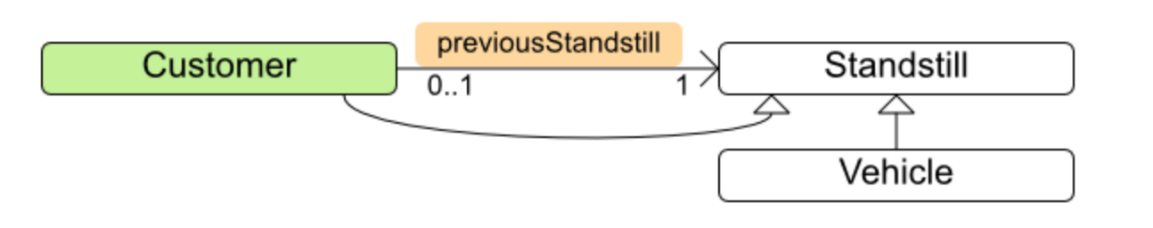 previousStandstill
Customer
Standstill
0..1
1
Vehicle